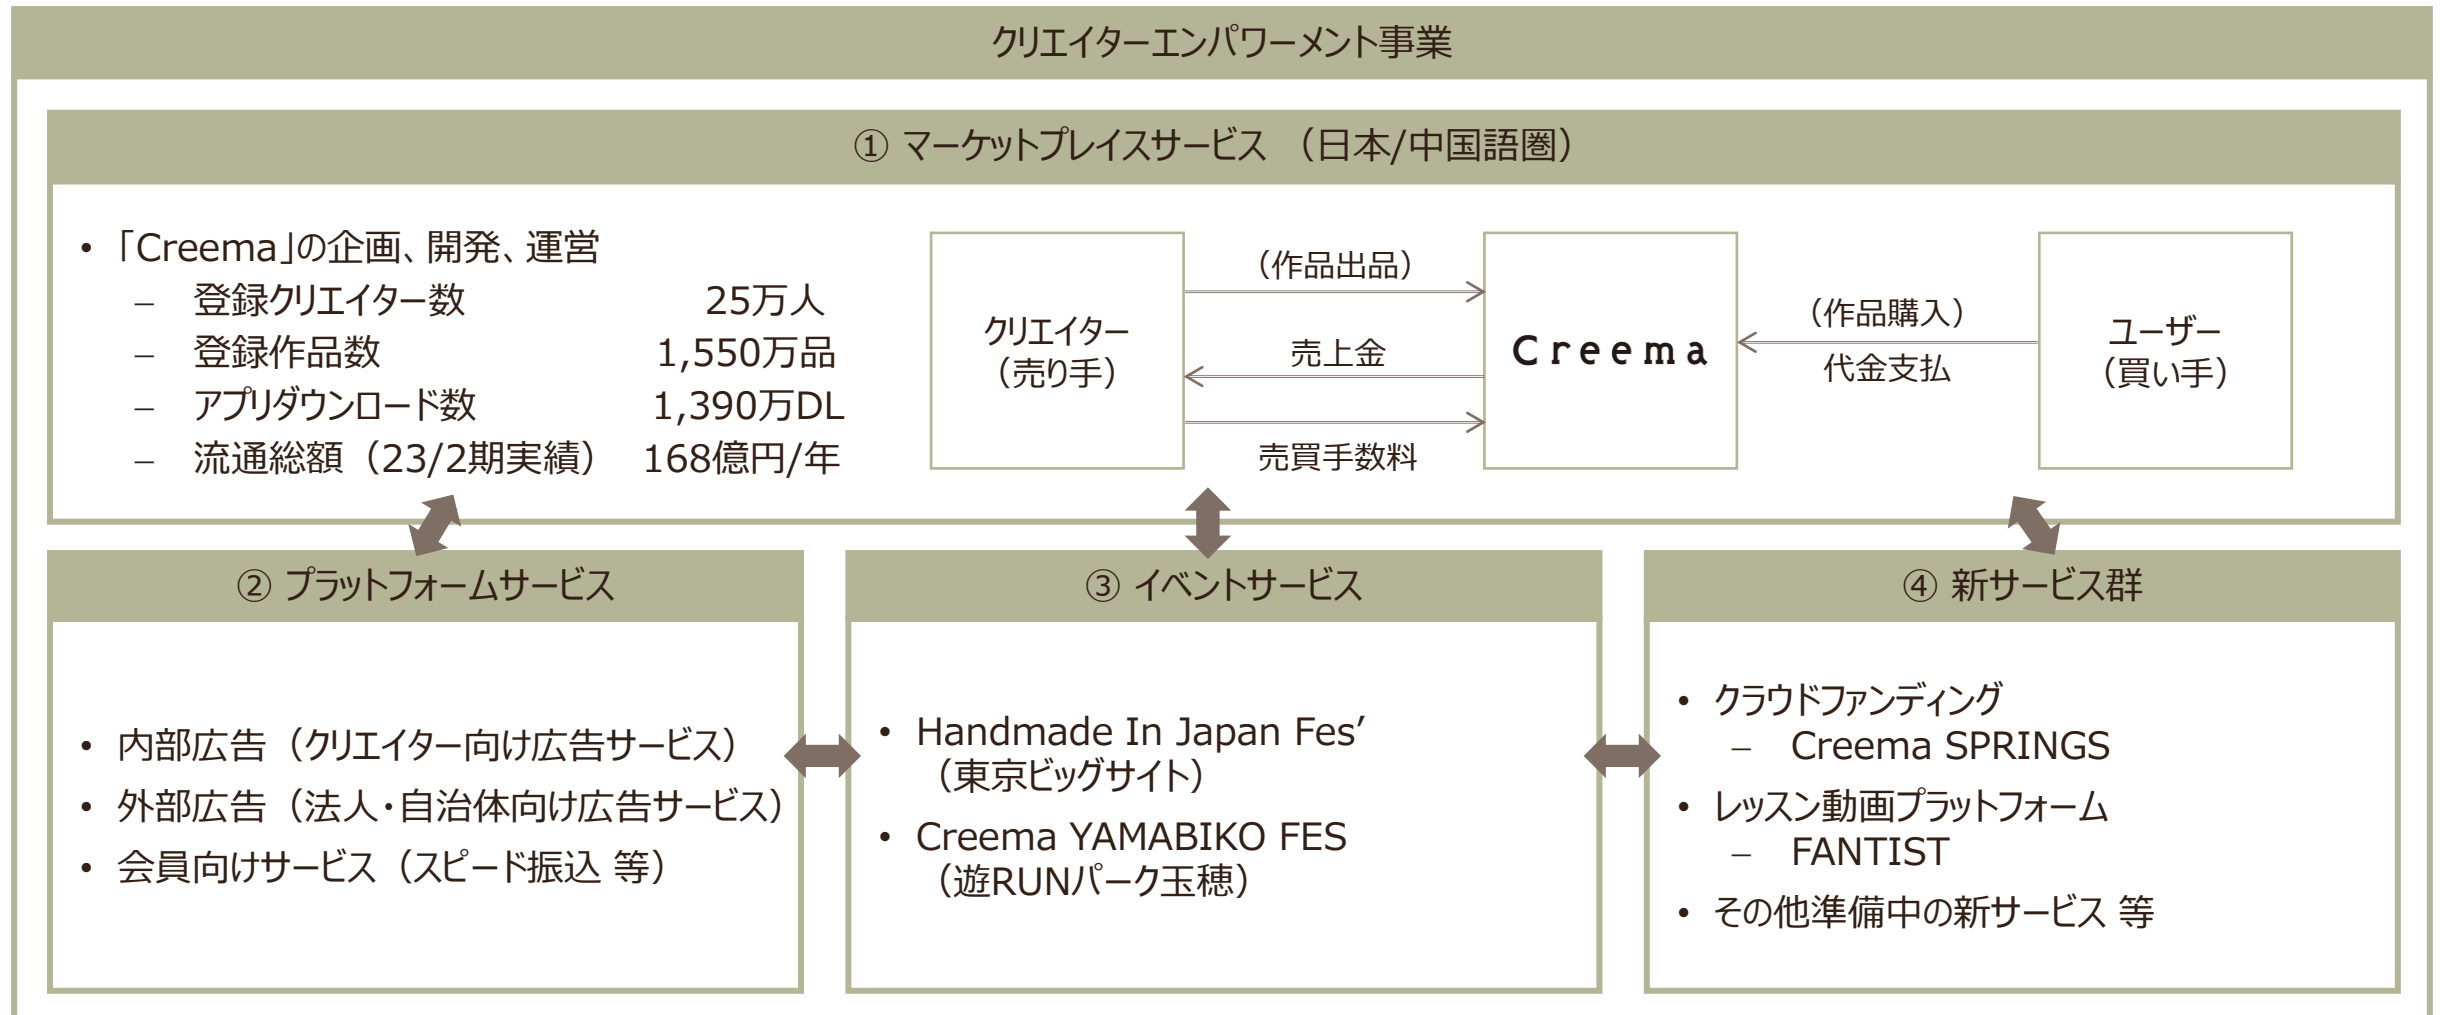 クリエイターエンパワーメント事業
① マーケットプレイスサービス （日本/中国語圏）
• 「Creema」の企画、開発、運営
– 登録クリエイター数 25万人
– 登録作品数 1,550万品
– アプリダウンロード数 1,390万DL
– 流通総額（23/2期実績） 168億円/年
クリエイター
（売り手）
（作品出品）
売上金
売買手数料
Creema
（作品購入）
代金支払
ユーザー
（買い手）
② プラットフォームサービス
• 内部広告（クリエイター向け広告サービス）
• 外部広告（法人・自治体向け広告サービス）
• 会員向けサービス（スピード振込 等）
③ イベントサービス
• Handmade In Japan Fes’
（東京ビッグサイト）
• Creema YAMABIKO FES
（遊RUNパーク玉穂）
④ 新サービス群
• クラウドファンディング
– Creema SPRINGS
• レッスン動画プラットフォーム
– FANTIST
• その他準備中の新サービス 等